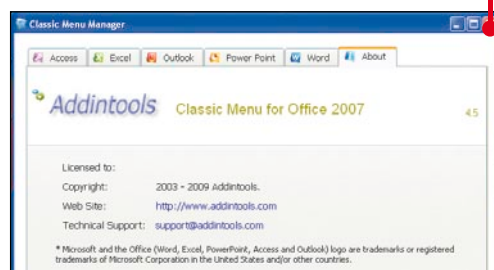 Classic Menu Manager
Access Excel Outlook Power Point Word About
Addintools Classic Menu for Office 2007 4.5
Licensed to:
Copyright: 2003 - 2009 Addintools.
Web Site: http://www.addintools.com
Technical Support: support@addintools.com
* Microsoft and the Office (Word, Excel, PowerPoint, Access and Outlook) logo are trademarks or registered
trademarks of Microsoft Corporation in the United States and/or other countries.